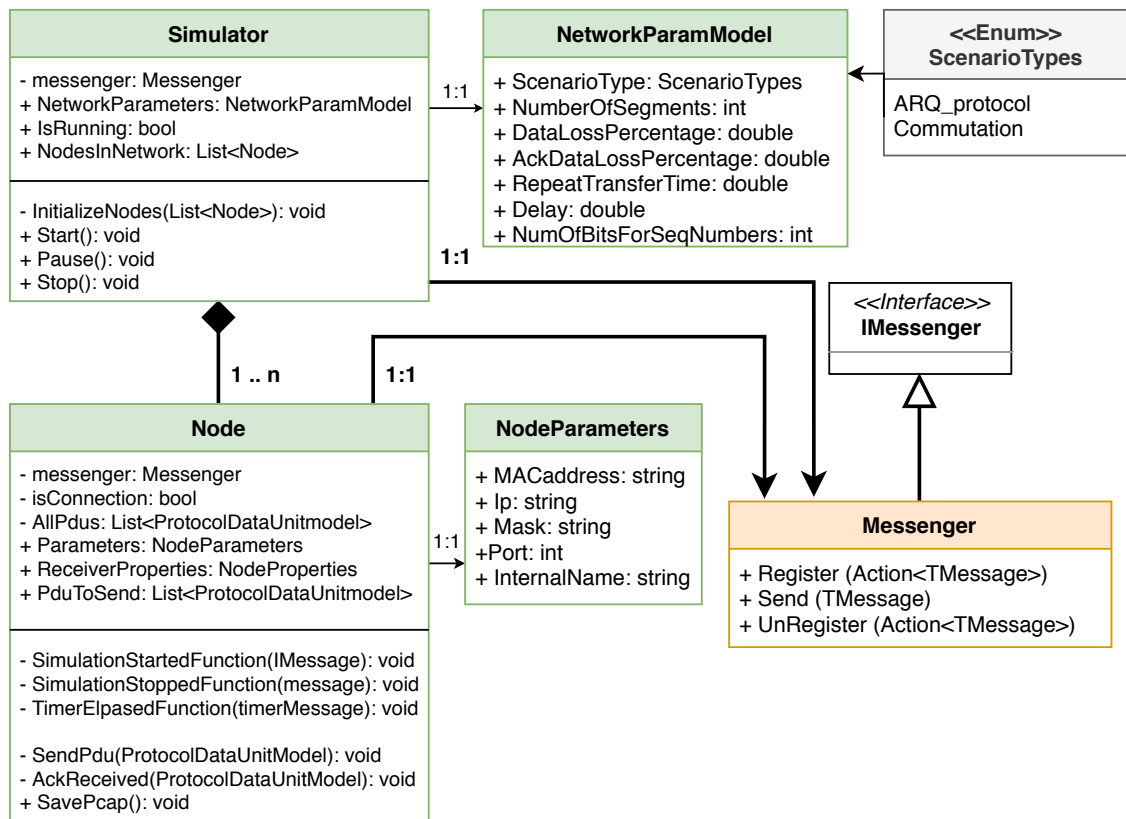 Simulator
- messenger: Messenger
+ NetworkParameters: NetworkParamModel
+ IsRunning: bool
+ NodesInNetwork: List<Node>
- InitializeNodes(List<Node>): void
+ Start(): void
+ Pause(): void
+ Stop(): void
1:1
NetworkParamModel
+ ScenarioType: ScenarioTypes
+ NumberOfSegments: int
+ DataLossPercentage: double
+ AckDataLossPercentage: double
+ RepeatTransferTime: double
+ Delay: double
+ NumOfBitsForSeqNumbers: int
<<Enum>>
ScenarioTypes
ARQ_protocol
Commutation
1:1
<<Interface>>
IMessenger
1 .. n
1:1
Node
- messenger: Messenger
- isConnection: bool
- AllPdus: List<ProtocolDataUnitmodel>
+ Parameters: NodeParameters
+ ReceiverProperties: NodeProperties
+ PduToSend: List<ProtocolDataUnitmodel>
- SimulationStartedFunction(IMessage): void
- SimulationStoppedFunction(message): void
- TimerElpasedFunction(timerMessage): void
- SendPdu(ProtocolDataUnitModel): void
- AckReceived(ProtocolDataUnitModel): void
+ SavePcap(): void
1:1
NodeParameters
+ MACaddress: string
+ Ip: string
+ Mask: string
+Port: int
+ InternalName: string
Messenger
+ Register (Action<TMessage>)
+ Send (TMessage)
+ UnRegister (Action<TMessage>)